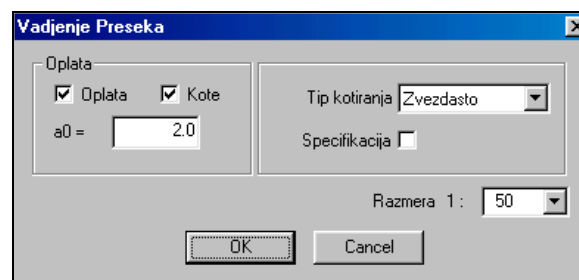 Vadjenje Preseka
Oplata
Oplata Kote
a0 = 2.0
Tip kotiranja Zvezdasto
Specifikacija
Razmera 1 : 50
OK Cancel